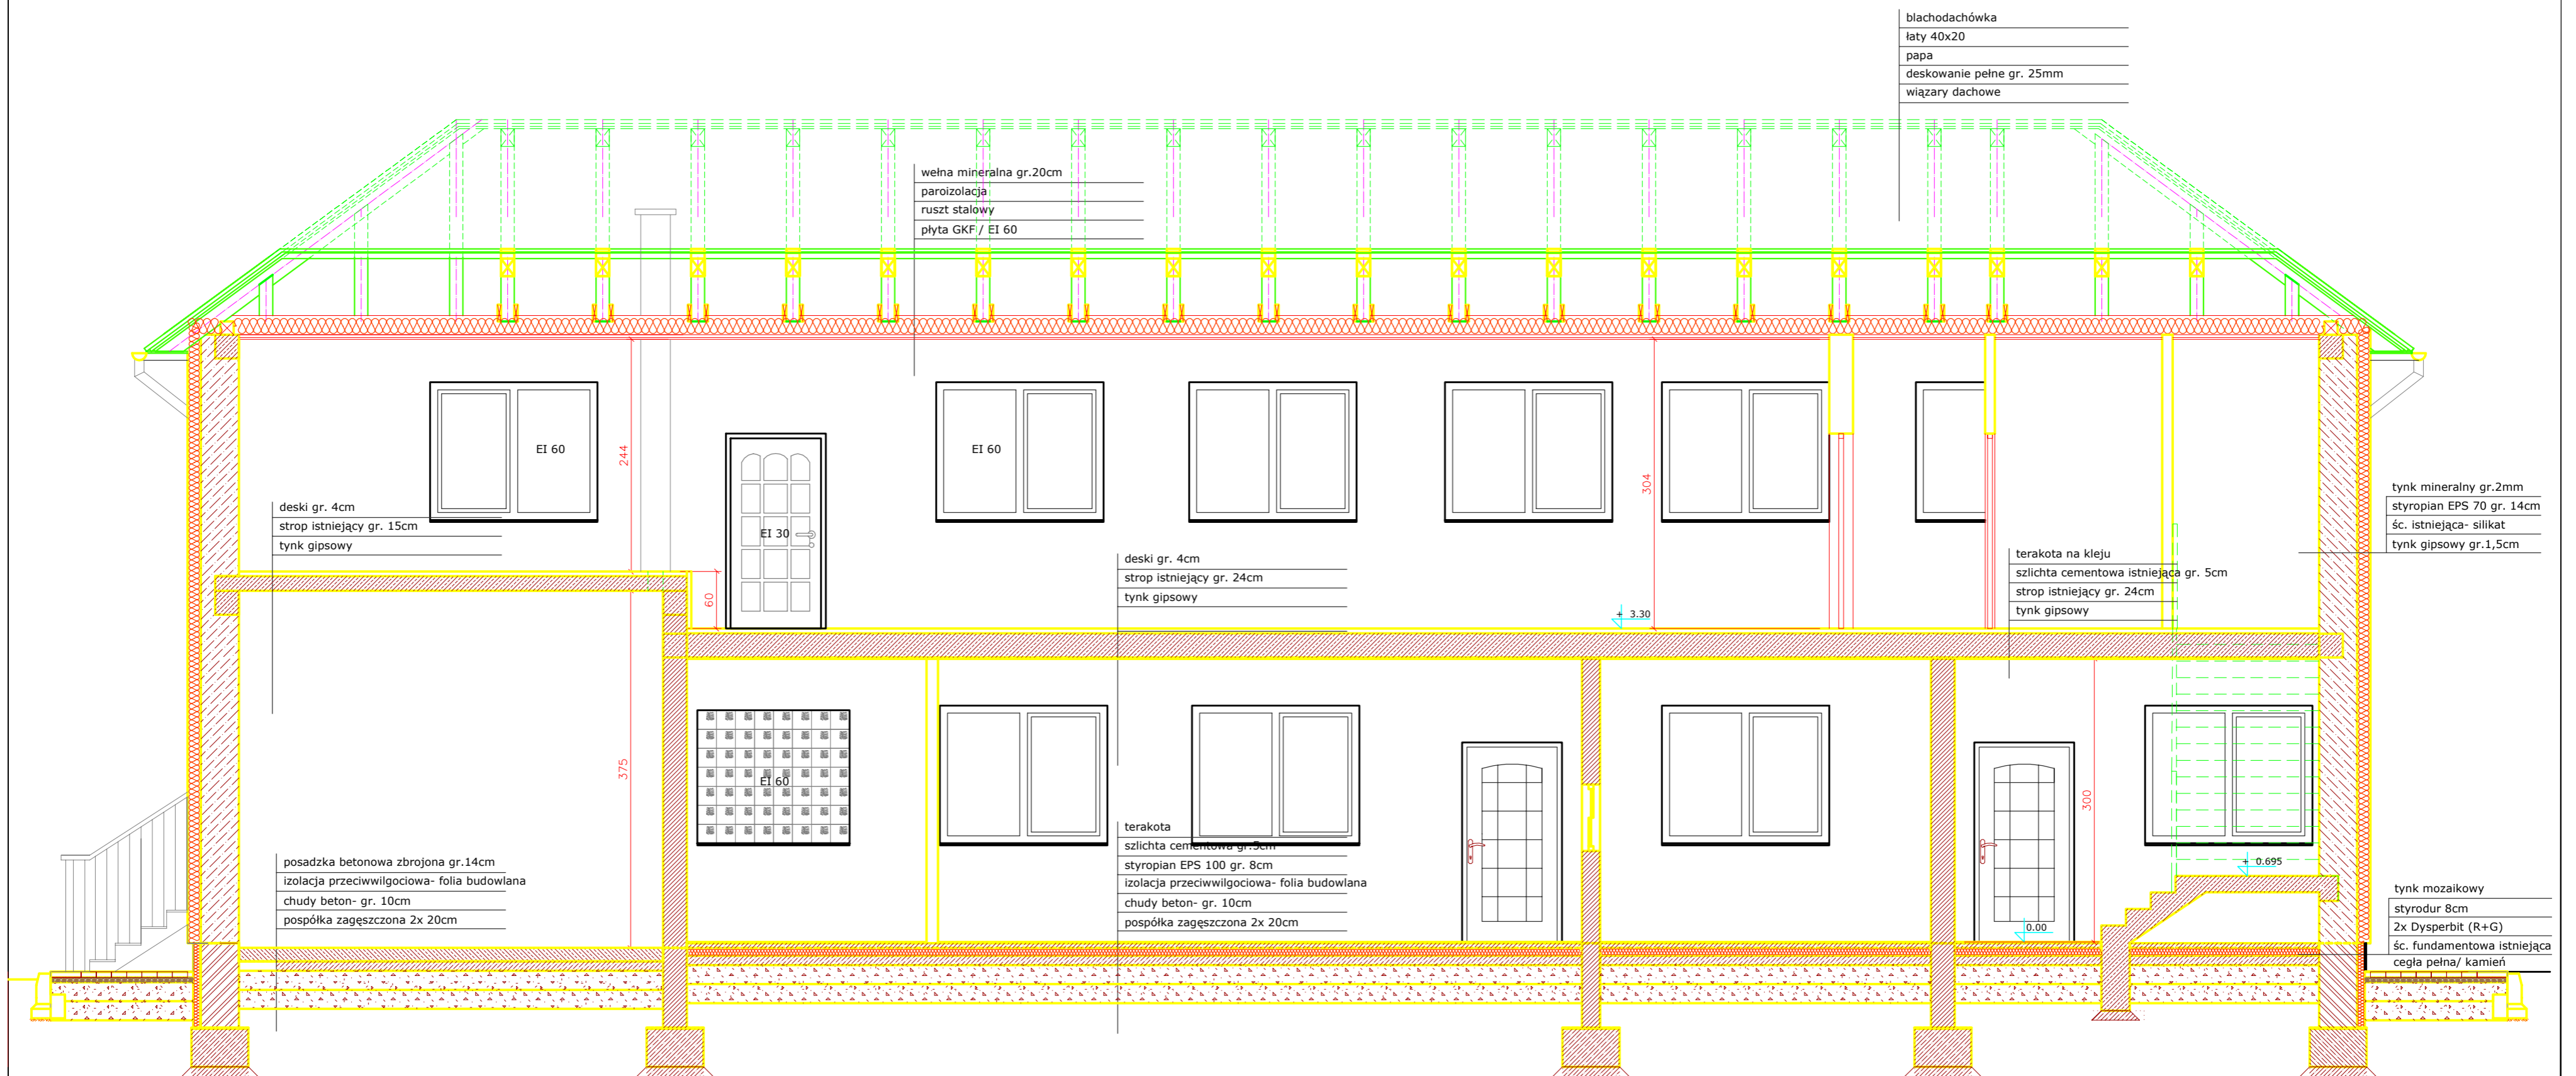 blachodachówka
łaty 40x20
papa
deskowanie pełne gr. 25mm
wiązary dachowe
wełna mineralna gr.20cm
paroizolacja
ruszt stalowy
płyta GKF / EI 60
244
EI 60
EI 30
EI 60
304
deski gr. 4cm
strop istniejący gr. 15cm
tynk gipsowy
60
deski gr. 4cm
strop istniejący gr. 24cm
tynk gipsowy
+ 3.30
terakota na kleju
szlichta cementowa istniejąca gr. 5cm
strop istniejący gr. 24cm
tynk gipsowy
tynk mineralny gr.2mm
styropian EPS 70 gr. 14cm
śc. istniejąca- silikat
tynk gipsowy gr.1,5cm
375
EI 60
300
posadzka betonowa zbrojona gr.14cm
izolacja przeciwwilgociowa- folia budowlana
chudy beton- gr. 10cm
pospółka zagęszczona 2x 20cm
terakota
szlichta cementowa gr.5cm
styropian EPS 100 gr. 8cm
izolacja przeciwwilgociowa- folia budowlana
chudy beton- gr. 10cm
pospółka zagęszczona 2x 20cm
0.00
+ 0.695
tynk mozaikowy
styrodur 8cm
2x Dysperbit (R+G)
śc. fundamentowa istniejąca
cegła pełna/ kamień